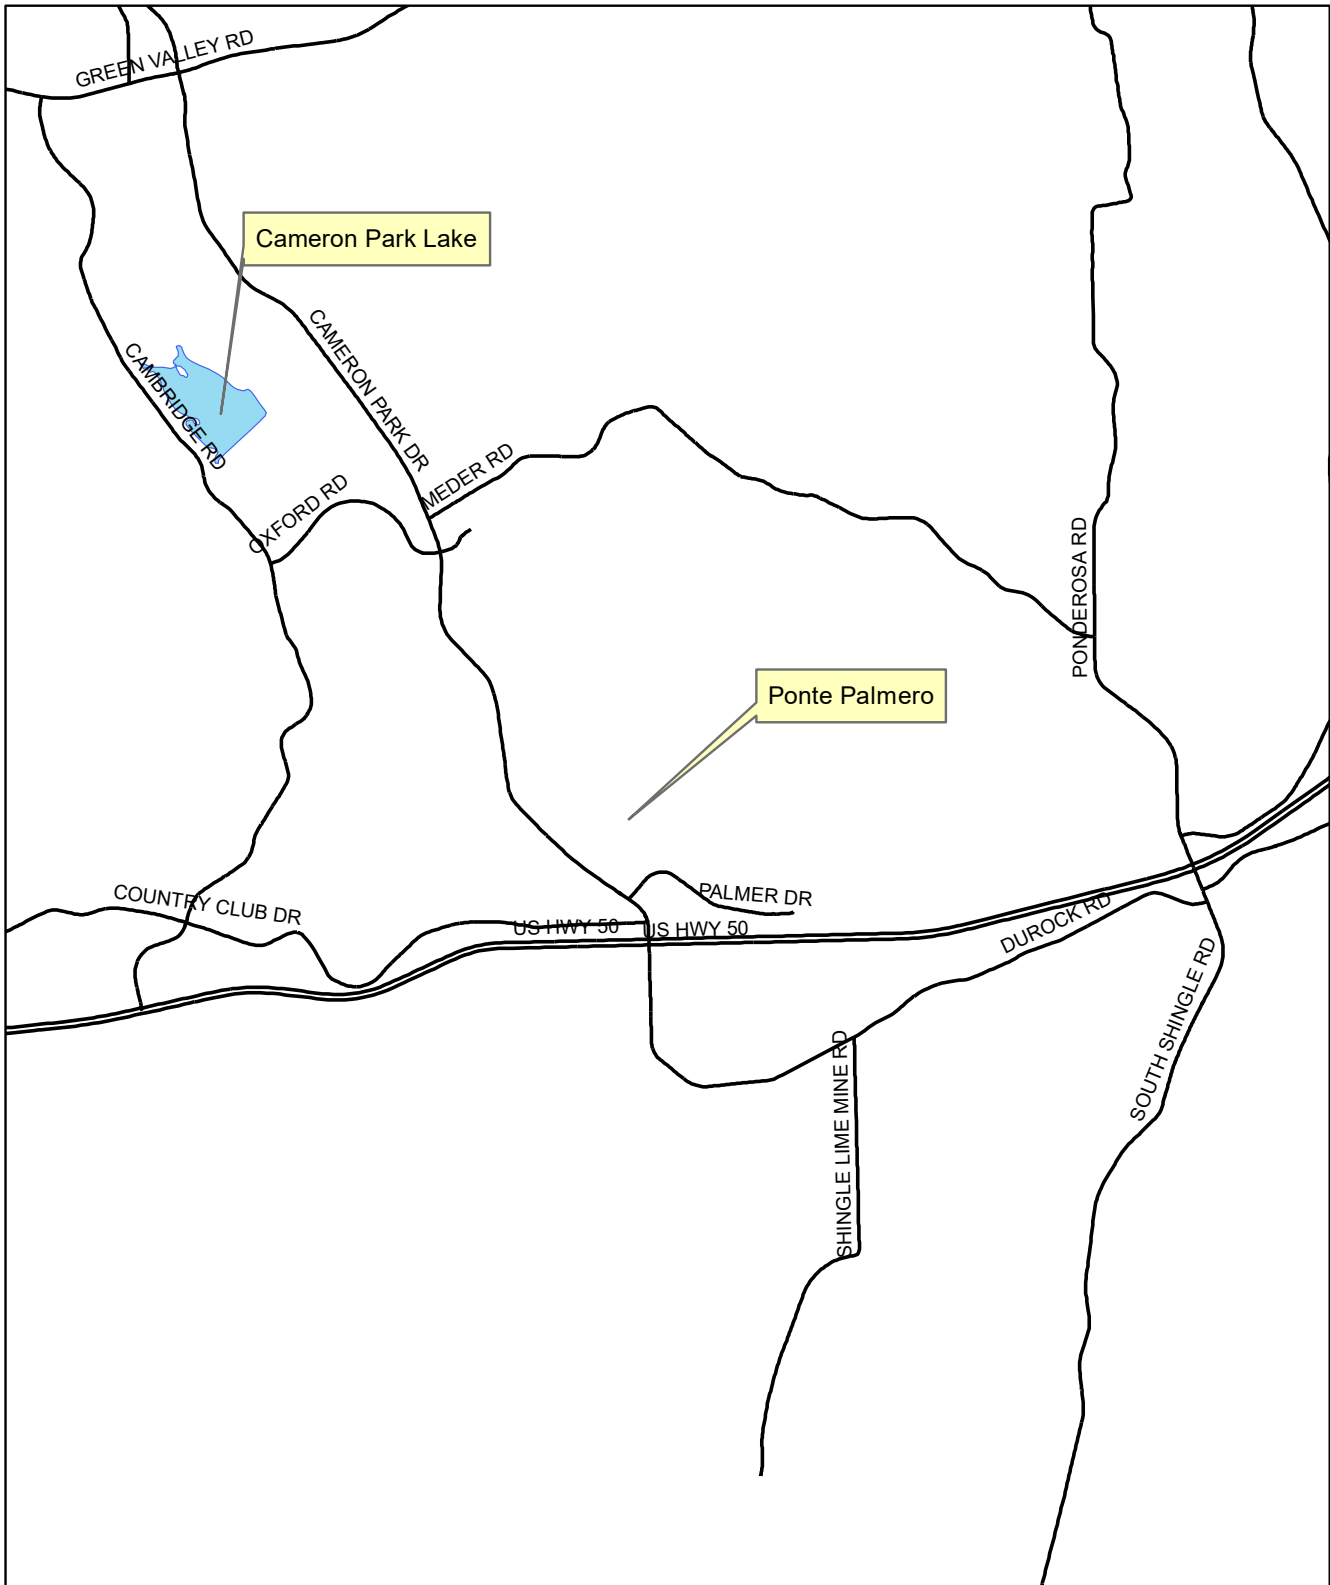 GREEN VALLEY RD
Cameron Park Lake
CAMERON PARK DR
CAMBRIDGE RD
MEDER RD
OXFORD RD
PONDEROSA RD
Ponte Palmero
PALMER DR
COUNTRY CLUB DR
US HWY 50
US HWY 50
DUROCK RD
SOUTH SHINGLE RD
SHINGLE LIME MINE RD